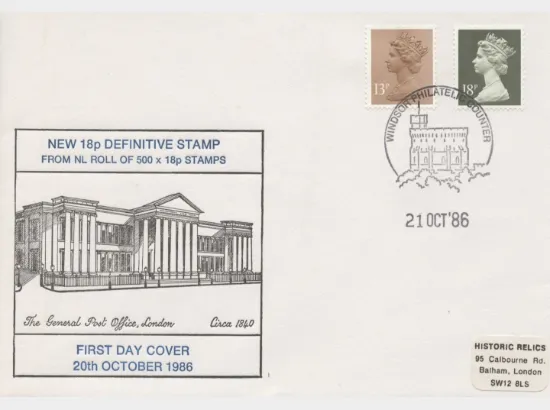 NEW 18p DEFINITIVE STAMP
FROM NL ROLL OF 500 x 18p STAMPS
The General Post Office, London Circa 1840
FIRST DAY COVER
20th OCTOBER 1986
13P
18P
WINDSOR PHILATELIC COUNTER
21 OCT'86
HISTORIC RELICS
95 Calbourne Rd.
Balham, London
SW12 8LS